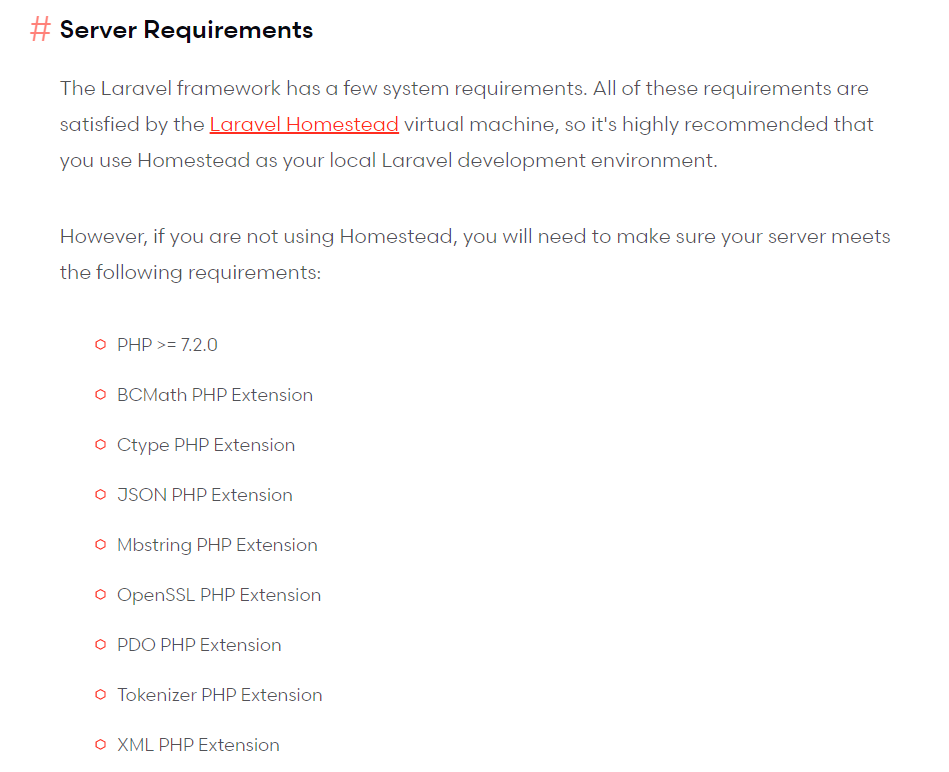 # Server Requirements
The Laravel framework has a few system requirements. All of these requirements are
satisfied by the Laravel Homestead virtual machine, so it's highly recommended that
you use Homestead as your local Laravel development environment.
However, if you are not using Homestead, you will need to make sure your server meets
the following requirements:
PHP >= 7.2.0
BCMath PHP Extension
Ctype PHP Extension
JSON PHP Extension
Mbstring PHP Extension
OpenSSL PHP Extension
PDO PHP Extension
Tokenizer PHP Extension
XML PHP Extension